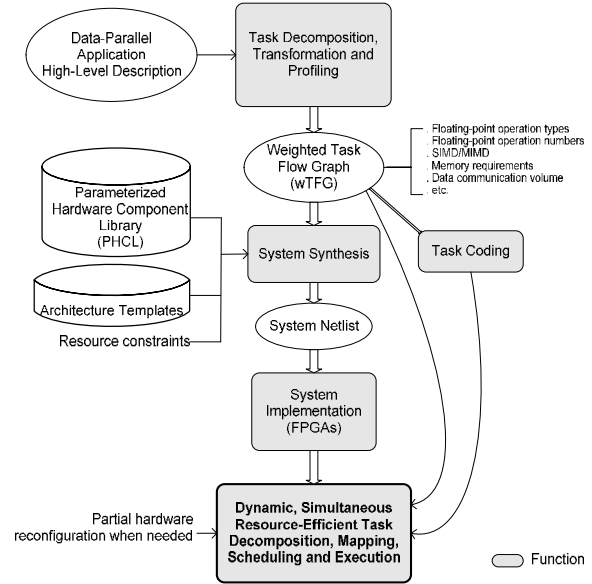 Data-Parallel
Application
High-Level Description
Task Decomposition,
Transformation and
Profiling
Weighted Task
Flow Graph
(wTFG)
. Floating-point operation types
. Floating-point operation numbers
. SIMD/MIMD
. Memory requirements
. Data communication volume
. etc.
Parameterized
Hardware Component
Library
(PHCL)
Architecture Templates
Resource constraints
System Synthesis
Task Coding
System Netlist
System
Implementation
(FPGAs)
Partial hardware
reconfiguration when needed
Dynamic, Simultaneous
Resource-Efficient Task
Decomposition, Mapping,
Scheduling and Execution
Function